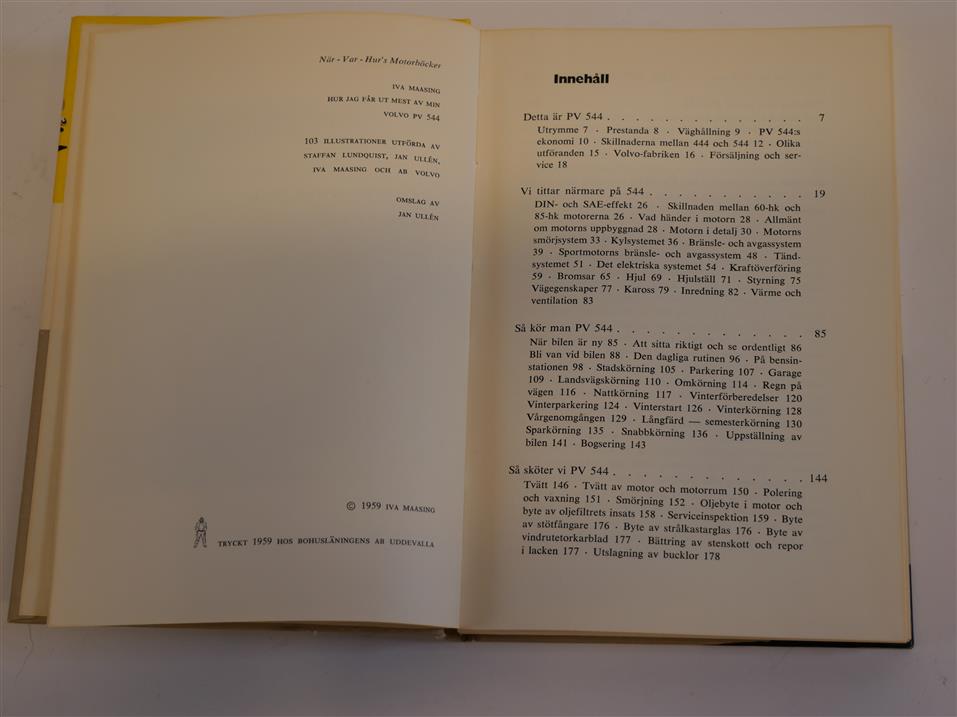 När - Var - Hur's Motorböcker
IVA MAASING
HUR JAG FÅR UT MEST AV MIN
VOLVO PV 544
103 ILLUSTRATIONER UTFÖRDA AV
STAFFAN LUNDQUIST, JAN ULLÉN,
IVA MAASING OCH AB VOLVO
OMSLAG AV
JAN ULLÉN
© 1959 IVA MAASING
TRYCKT 1959 HOS BOHUSLÄNINGENS AB UDDEVALLA
Innehåll
Detta är PV 544 . . . . . . . . . . . . . 7
Utrymme 7 · Prestanda 8 · Väghållning 9 · PV 544:s
ekonomi 10 · Skillnaderna mellan 444 och 544 12 · Olika
utföranden 15 · Volvo-fabriken 16 · Försäljning och ser-
vice 18
Vi tittar närmare på 544 . . . . . . . . . . 19
DIN- och SAE-effekt 26 · Skillnaden mellan 60-hk och
85-hk motorerna 26 · Vad händer i motorn 28 · Allmänt
om motorns uppbyggnad 28 · Motorn i detalj 30 · Motorns
smörjsystem 33 · Kylsystemet 36 · Bränsle- och avgassystem
39 · Sportmotorns bränsle- och avgassystem 48 · Tänd-
systemet 51 · Det elektriska systemet 54 · Kraftöverföring
59 · Bromsar 65 · Hjul 69 · Hjulställ 71 · Styrning 75
Vägegenskaper 77 · Kaross 79 · Inredning 82 · Värme och
ventilation 83
Så kör man PV 544 . . . . . . . . . . . . 85
När bilen är ny 85 · Att sitta riktigt och se ordentligt 86
Bli van vid bilen 88 · Den dagliga rutinen 96 · På bensin-
stationen 98 · Stadskörning 105 · Parkering 107 · Garage
109 · Landsvägskörning 110 · Omkörning 114 · Regn på
vägen 116 · Nattkörning 117 · Vinterförberedelser 120
Vinterparkering 124 · Vinterstart 126 · Vinterkörning 128
Vårgenomgången 129 · Långfärd — semesterkörning 130
Sparkörning 135 · Snabbkörning 136 · Uppställning av
bilen 141 · Bogsering 143
Så sköter vi PV 544 . . . . . . . . . . . . 144
Tvätt 146 · Tvätt av motor och motorrum 150 · Polering
och vaxning 151 · Smörjning 152 · Oljebyte i motor och
byte av oljefiltrets insats 158 · Serviceinspektion 159 · Byte
av stötfångare 176 · Byte av strålkastarglas 176 · Byte av
vindrutetorkarblad 177 · Bättring av stenskott och repor
i lacken 177 · Utslagning av bucklor 178